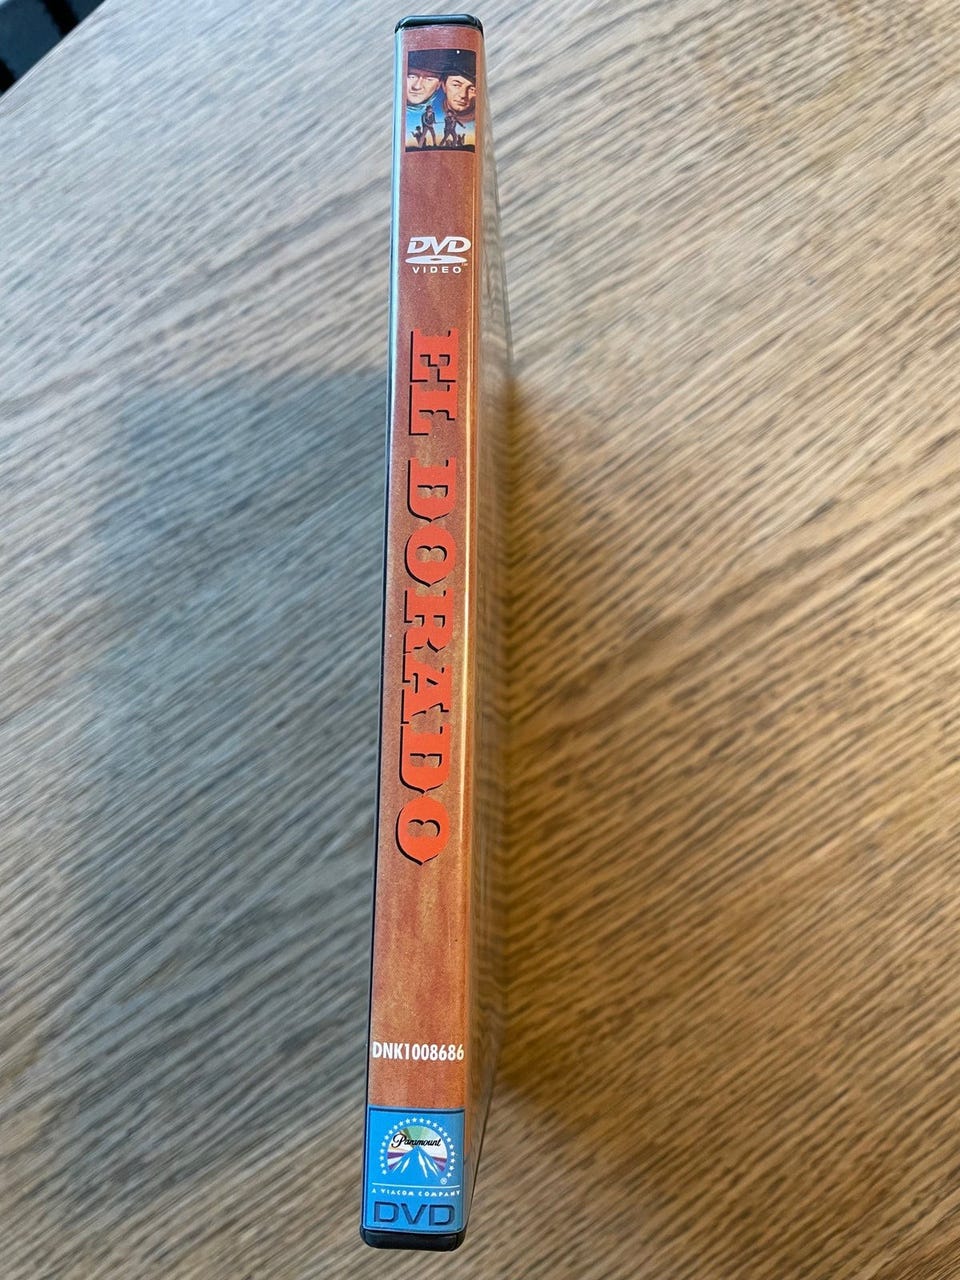 DVD
VIDEO
EL DORADO
DNK1008686
Paramount
A VIACOM COMPANY
DVD